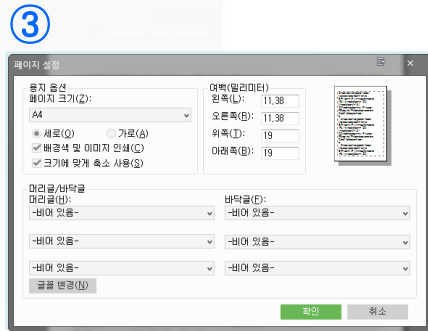 ③
페이지 설정
용지 옵션
페이지 크기(Z):
A4
세로(O) 가로(A)
배경색 및 이미지 인쇄(C)
크기에 맞게 축소 사용(S)
여백(밀리미터)
왼쪽(L): 11,38
오른쪽(R): 11,38
위쪽(T): 19
아래쪽(B): 19
머리글/바닥글
머리글(H): 바닥글(F):
-비어 있음- -비어 있음-
-비어 있음- -비어 있음-
-비어 있음- -비어 있음-
글꼴 변경(N)
확인 취소